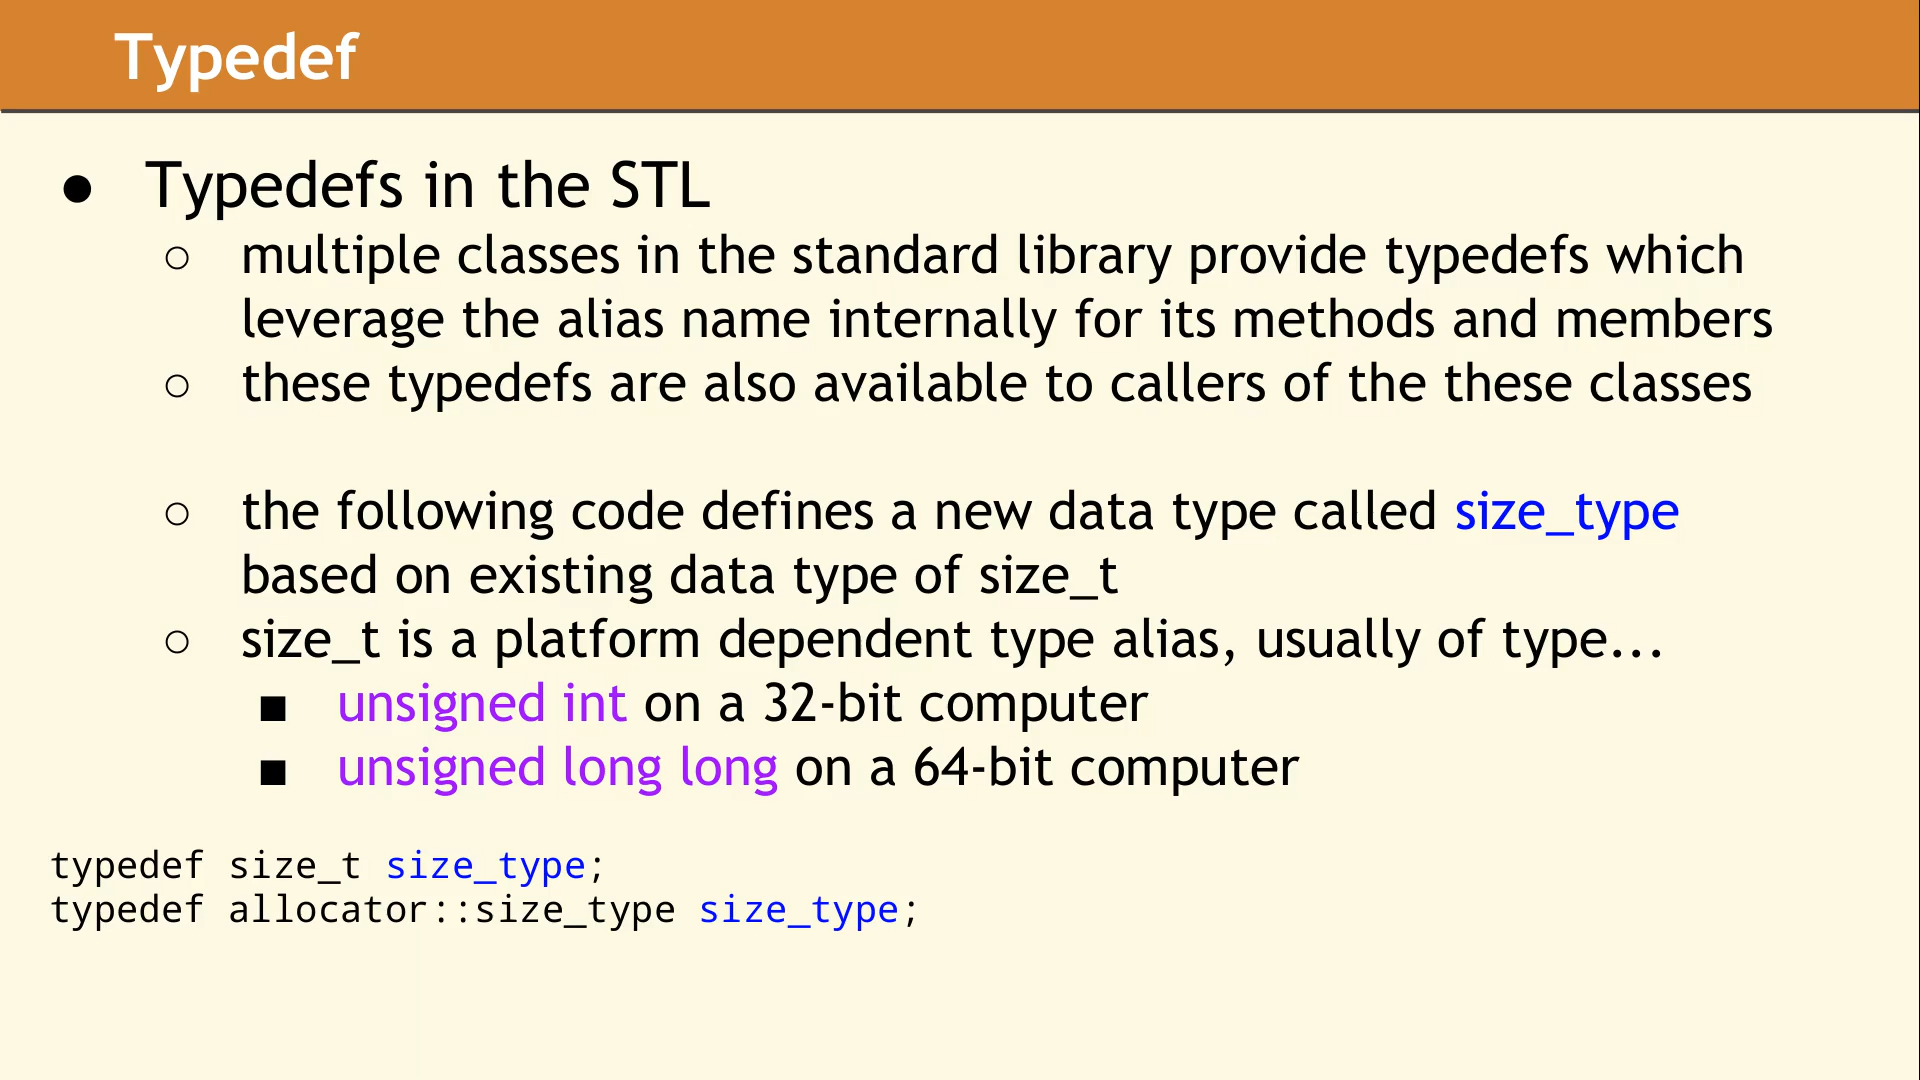 Typedef
● Typedefs in the STL
○ multiple classes in the standard library provide typedefs which
leverage the alias name internally for its methods and members
○ these typedefs are also available to callers of the these classes
○ the following code defines a new data type called size_type
based on existing data type of size_t
○ size_t is a platform dependent type alias, usually of type...
■ unsigned int on a 32-bit computer
■ unsigned long long on a 64-bit computer
typedef size_t size_type;
typedef allocator::size_type size_type;